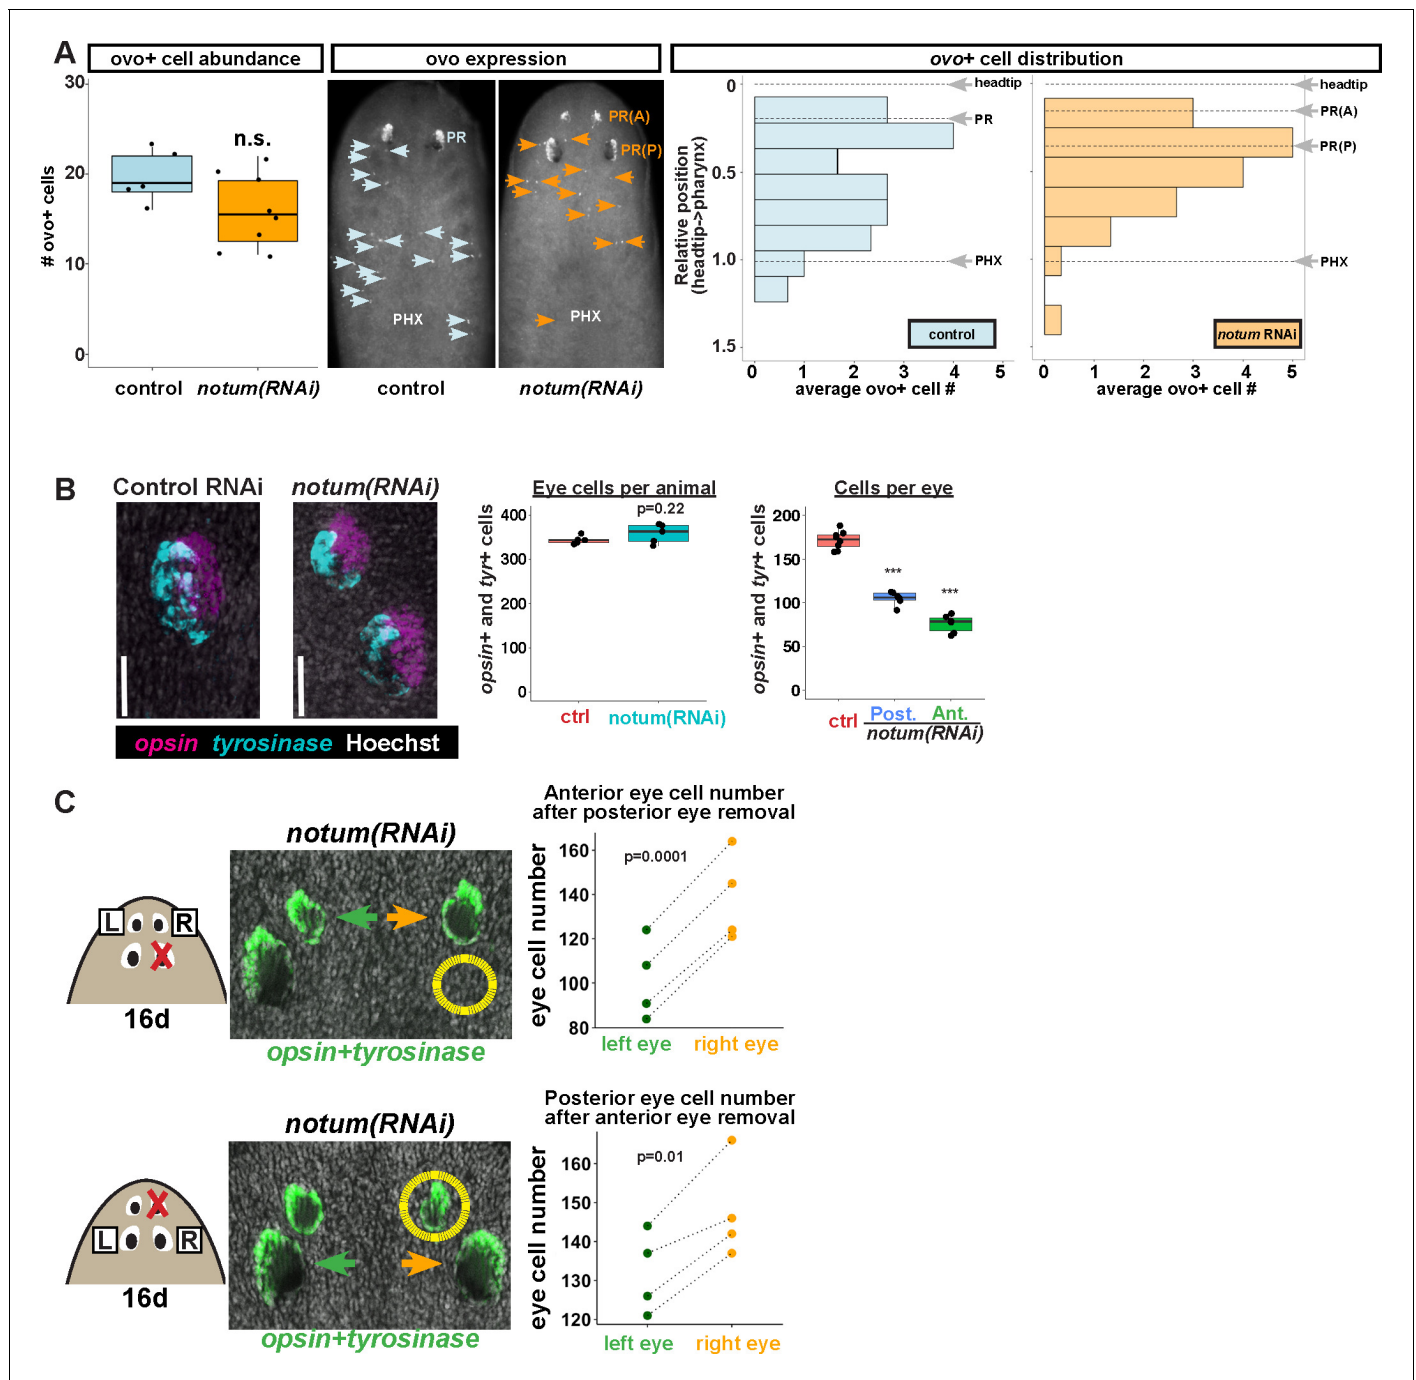 A
ovo+ cell abundance
ovo expression
ovo+ cell distribution
30
20
10
0
# ovo+ cells
n.s.
control
notum(RNAi)
PR
PHX
control
PR(A)
PR(P)
PHX
notum(RNAi)
Relative position
(headtip->pharynx)
0
0.5
1.0
1.5
headtip
PR
PHX
control
0 1 2 3 4 5
average ovo+ cell #
headtip
PR(A)
PR(P)
PHX
notum RNAi
0 1 2 3 4 5
average ovo+ cell #
B
Control RNAi
notum(RNAi)
opsin tyrosinase Hoechst
Eye cells per animal
p=0.22
opsin+ and tyr+ cells
400
300
200
100
0
ctrl
notum(RNAi)
Cells per eye
opsin+ and tyr+ cells
200
150
100
50
0
***
***
ctrl
Post.
Ant.
notum(RNAi)
C
notum(RNAi)
L
R
16d
opsin+tyrosinase
Anterior eye cell number
after posterior eye removal
eye cell number
160
140
120
100
80
p=0.0001
left eye
right eye
notum(RNAi)
L
R
16d
opsin+tyrosinase
Posterior eye cell number
after anterior eye removal
eye cell number
160
150
140
130
120
p=0.01
left eye
right eye